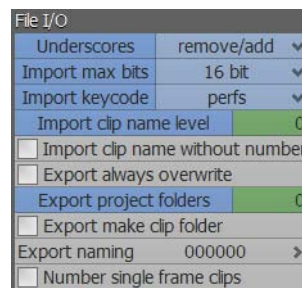 File I/O
Underscores remove/add
Import max bits 16 bit
Import keycode perfs
Import clip name level 0
Import clip name without number
Export always overwrite
Export project folders 0
Export make clip folder
Export naming 000000
Number single frame clips